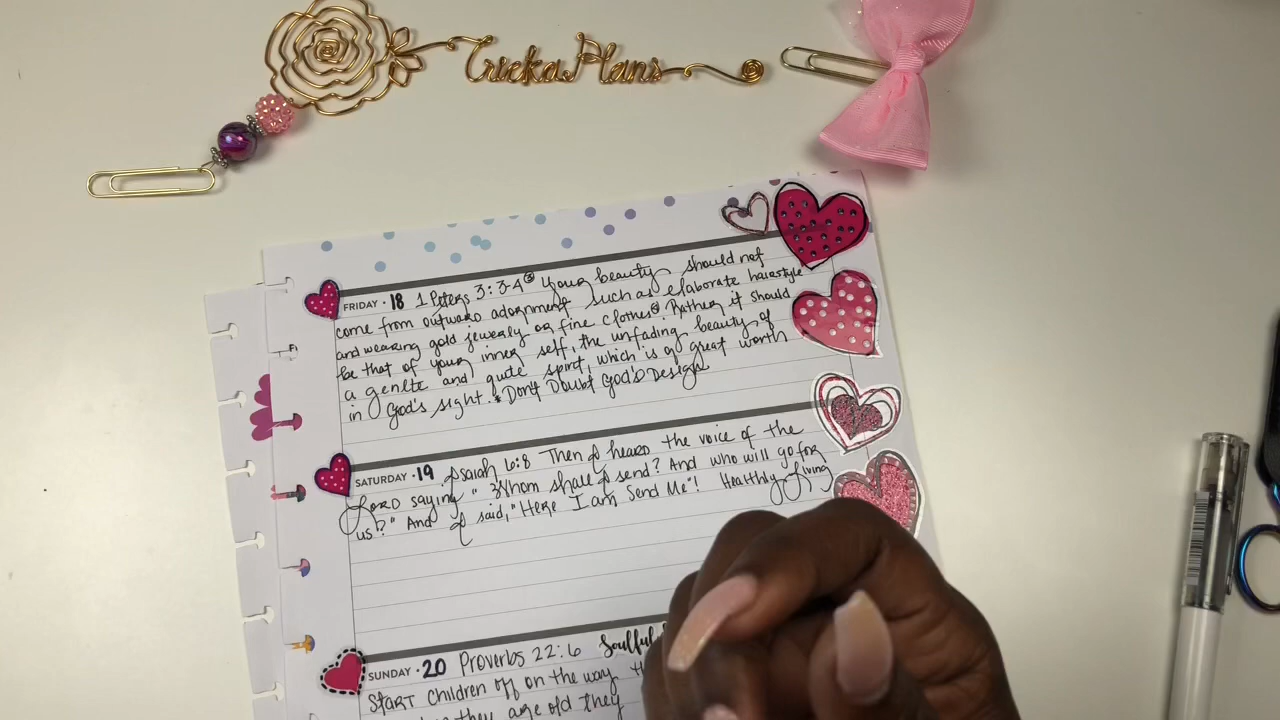 Tricka Plans
FRIDAY · 18 1 Peters 3:3-4 Your beauty should not
come from outward adornment such as elaborate hairstyle
and wearing gold jewerly or fine clothes Rather it should
be that of your inner self, the unfading beauty of
a genlte and quite spirit, which is of great worth
in God's sight. *Don't Doubt God's Design
SATURDAY · 19 Isaiah 6:8 Then I heard the voice of the
LORD saying "Whom shall I send? And who will go for
us?" And I said, "Here I am, Send Me"! Healthly Living
SUNDAY · 20 Proverbs 22:6 Soulful
START Children off on the way
they are old they